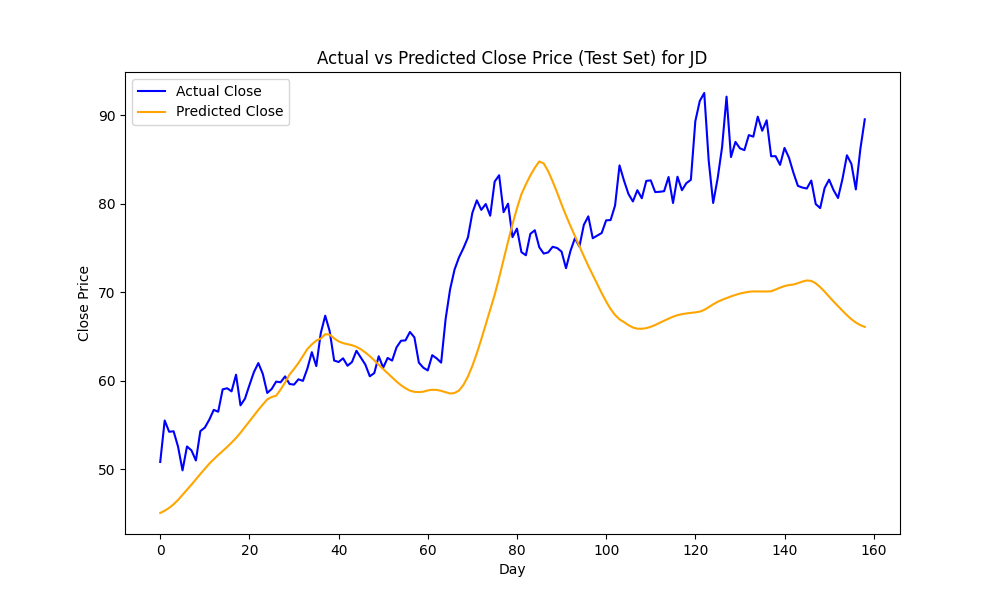 Actual vs Predicted Close Price (Test Set) for JD
Actual Close
Predicted Close
90
80
70
60
50
Close Price
0 20 40 60 80 100 120 140 160
Day